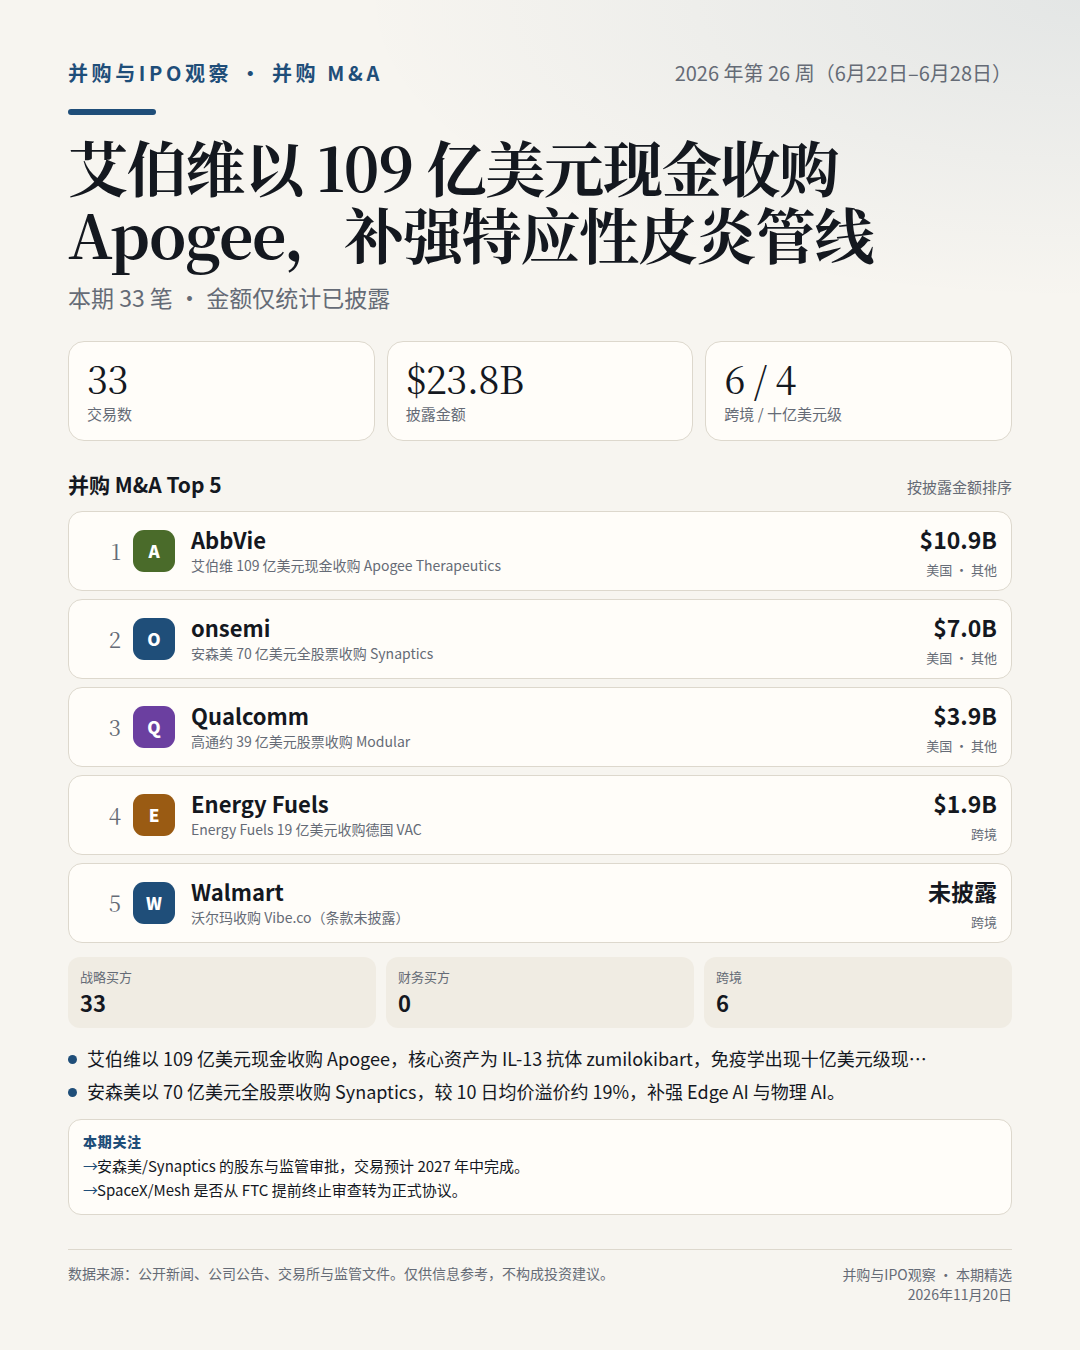 并购与IPO观察 · 并购 M&A
2026 年第 26 周（6月22日–6月28日）
艾伯维以 109 亿美元现金收购
Apogee，补强特应性皮炎管线
本期 33 笔 · 金额仅统计已披露
33
交易数
$23.8B
披露金额
6 / 4
跨境 / 十亿美元级
并购 M&A Top 5
按披露金额排序
1
A
AbbVie
艾伯维 109 亿美元现金收购 Apogee Therapeutics
$10.9B
美国 · 其他
2
O
onsemi
安森美 70 亿美元全股票收购 Synaptics
$7.0B
美国 · 其他
3
Q
Qualcomm
高通约 39 亿美元股票收购 Modular
$3.9B
美国 · 其他
4
E
Energy Fuels
Energy Fuels 19 亿美元收购德国 VAC
$1.9B
跨境
5
W
Walmart
沃尔玛收购 Vibe.co（条款未披露）
未披露
跨境
战略买方
33
财务买方
0
跨境
6
艾伯维以 109 亿美元现金收购 Apogee，核心资产为 IL-13 抗体 zumilokibart，免疫学出现十亿美元级现…
安森美以 70 亿美元全股票收购 Synaptics，较 10 日均价溢价约 19%，补强 Edge AI 与物理 AI。
本期关注
→安森美/Synaptics 的股东与监管审批，交易预计 2027 年中完成。
→SpaceX/Mesh 是否从 FTC 提前终止审查转为正式协议。
数据来源：公开新闻、公司公告、交易所与监管文件。仅供信息参考，不构成投资建议。
并购与IPO观察 · 本期精选
2026年11月20日